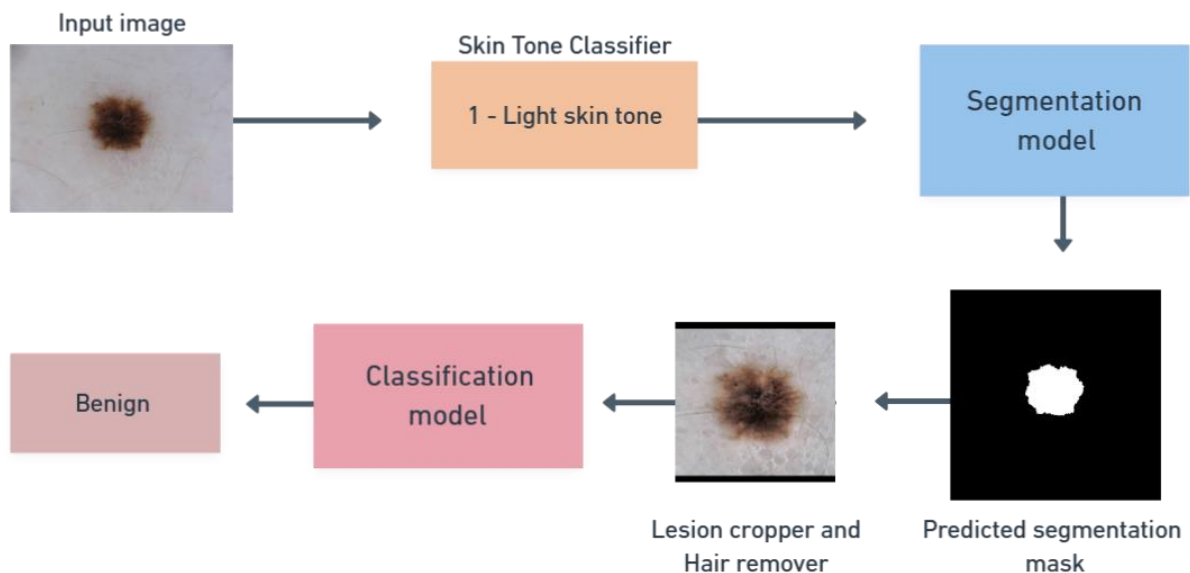 Input image
Skin Tone Classifier
1 - Light skin tone
Segmentation
model
Benign
Classification
model
Lesion cropper and
Hair remover
Predicted segmentation
mask